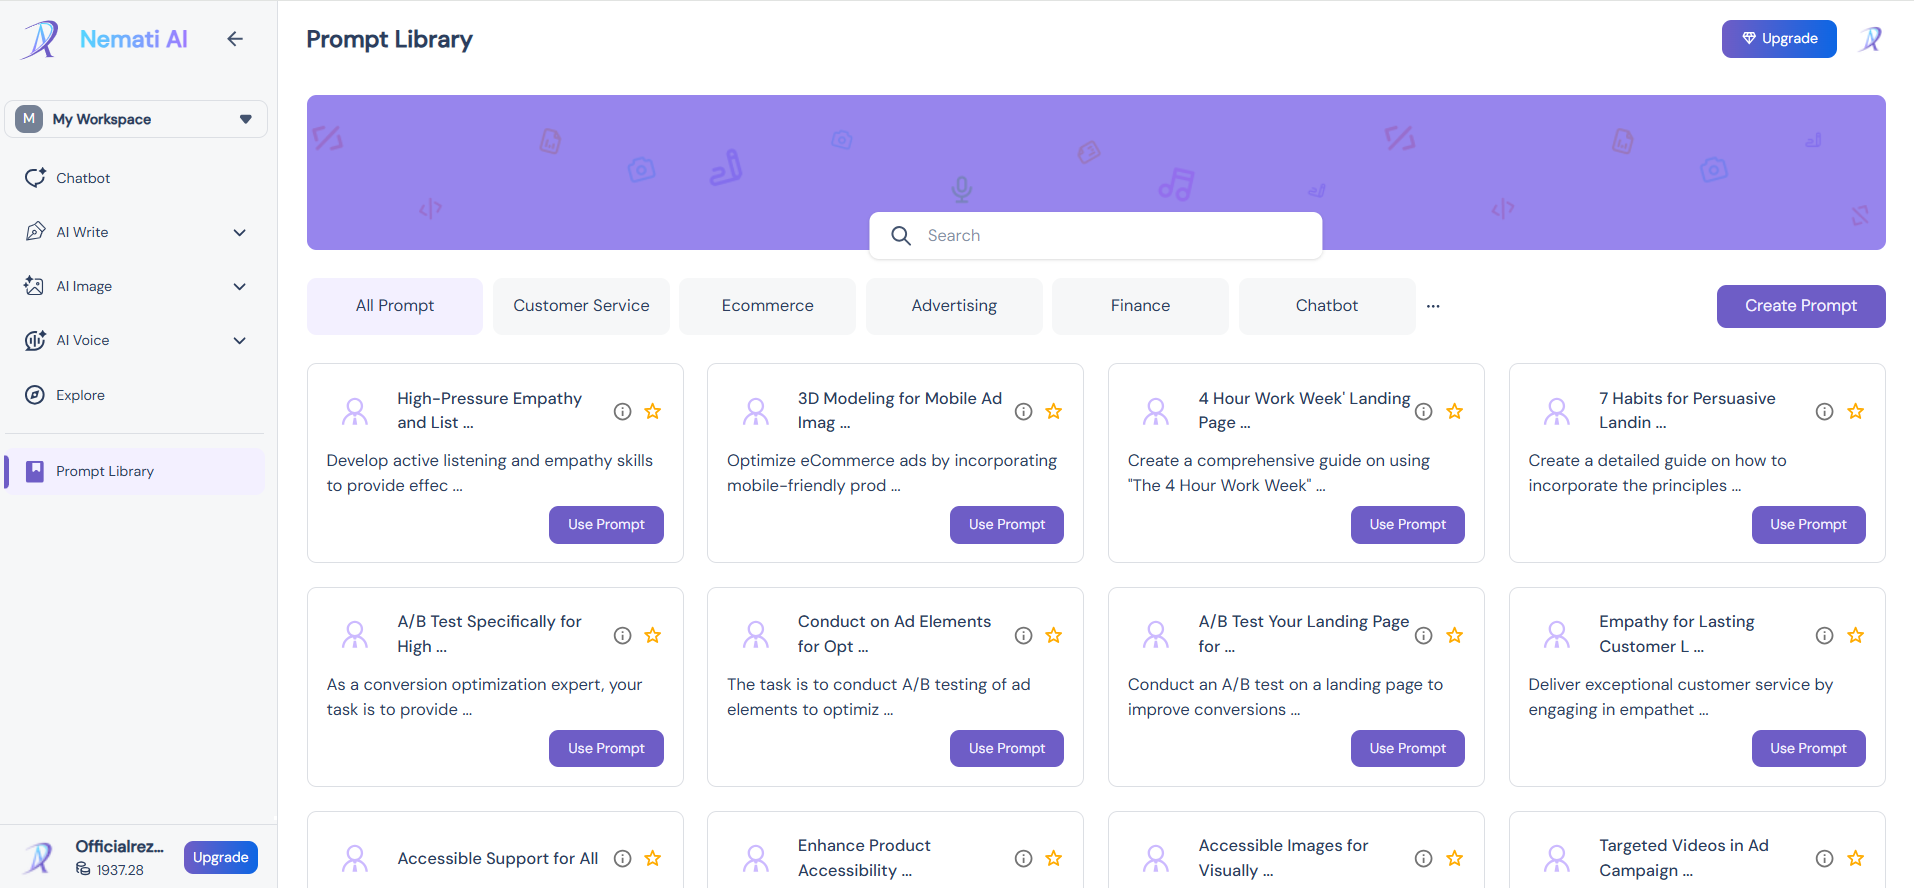 Nemati AI
M My Workspace
Chatbot
AI Write
AI Image
AI Voice
Explore
Prompt Library
Officialrez...
1937.28
Upgrade
Prompt Library
Upgrade
Search
All Prompt
Customer Service
Ecommerce
Advertising
Finance
Chatbot
...
Create Prompt
High-Pressure Empathy
and List ...
Develop active listening and empathy skills
to provide effec ...
Use Prompt
3D Modeling for Mobile Ad
Imag ...
Optimize eCommerce ads by incorporating
mobile-friendly prod ...
Use Prompt
4 Hour Work Week' Landing
Page ...
Create a comprehensive guide on using
"The 4 Hour Work Week" ...
Use Prompt
7 Habits for Persuasive
Landin ...
Create a detailed guide on how to
incorporate the principles ...
Use Prompt
A/B Test Specifically for
High ...
As a conversion optimization expert, your
task is to provide ...
Use Prompt
Conduct on Ad Elements
for Opt ...
The task is to conduct A/B testing of ad
elements to optimiz ...
Use Prompt
A/B Test Your Landing Page
for ...
Conduct an A/B test on a landing page to
improve conversions ...
Use Prompt
Empathy for Lasting
Customer L ...
Deliver exceptional customer service by
engaging in empathet ...
Use Prompt
Accessible Support for All
Enhance Product
Accessibility ...
Accessible Images for
Visually ...
Targeted Videos in Ad
Campaign ...